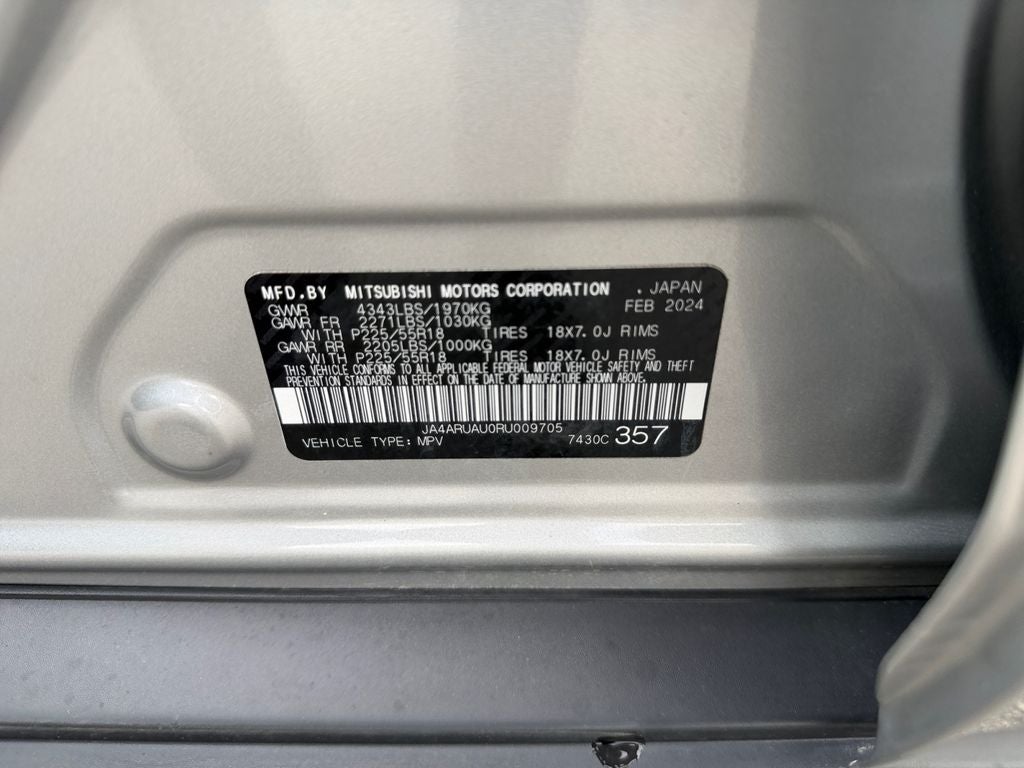 MFD.BY MITSUBISHI MOTORS CORPORATION . JAPAN
GVWR 4343LBS/1970KG FEB 2024
GAWR FR 2271LBS/1030KG
WITH P225/55R18 TIRES 18X7.0J RIMS
GAWR RR 2205LBS/1000KG
WITH P225/55R18 TIRES 18X7.0J RIMS
THIS VEHICLE CONFORMS TO ALL APPLICABLE FEDERAL MOTOR VEHICLE SAFETY AND THEFT
PREVENTION STANDARDS IN EFFECT ON THE DATE OF MANUFACTURE SHOWN ABOVE.
JA4ARUAU0RU009705
VEHICLE TYPE: MPV 7430C 357